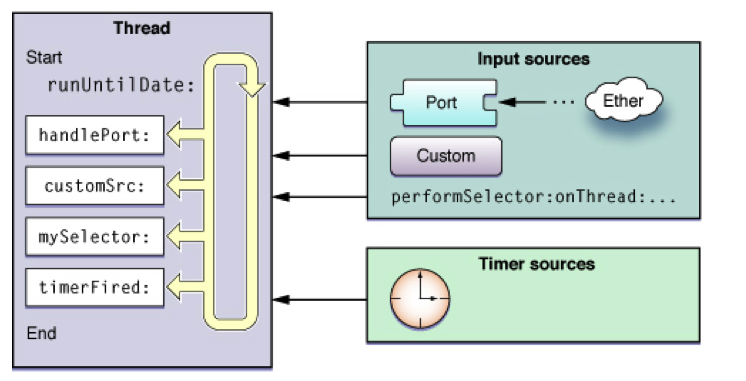 Thread
Start
runUntilDate:
handlePort:
customSrc:
mySelector:
timerFired:
End
Input sources
Port
...
Ether
Custom
performSelector:onThread:...
Timer sources